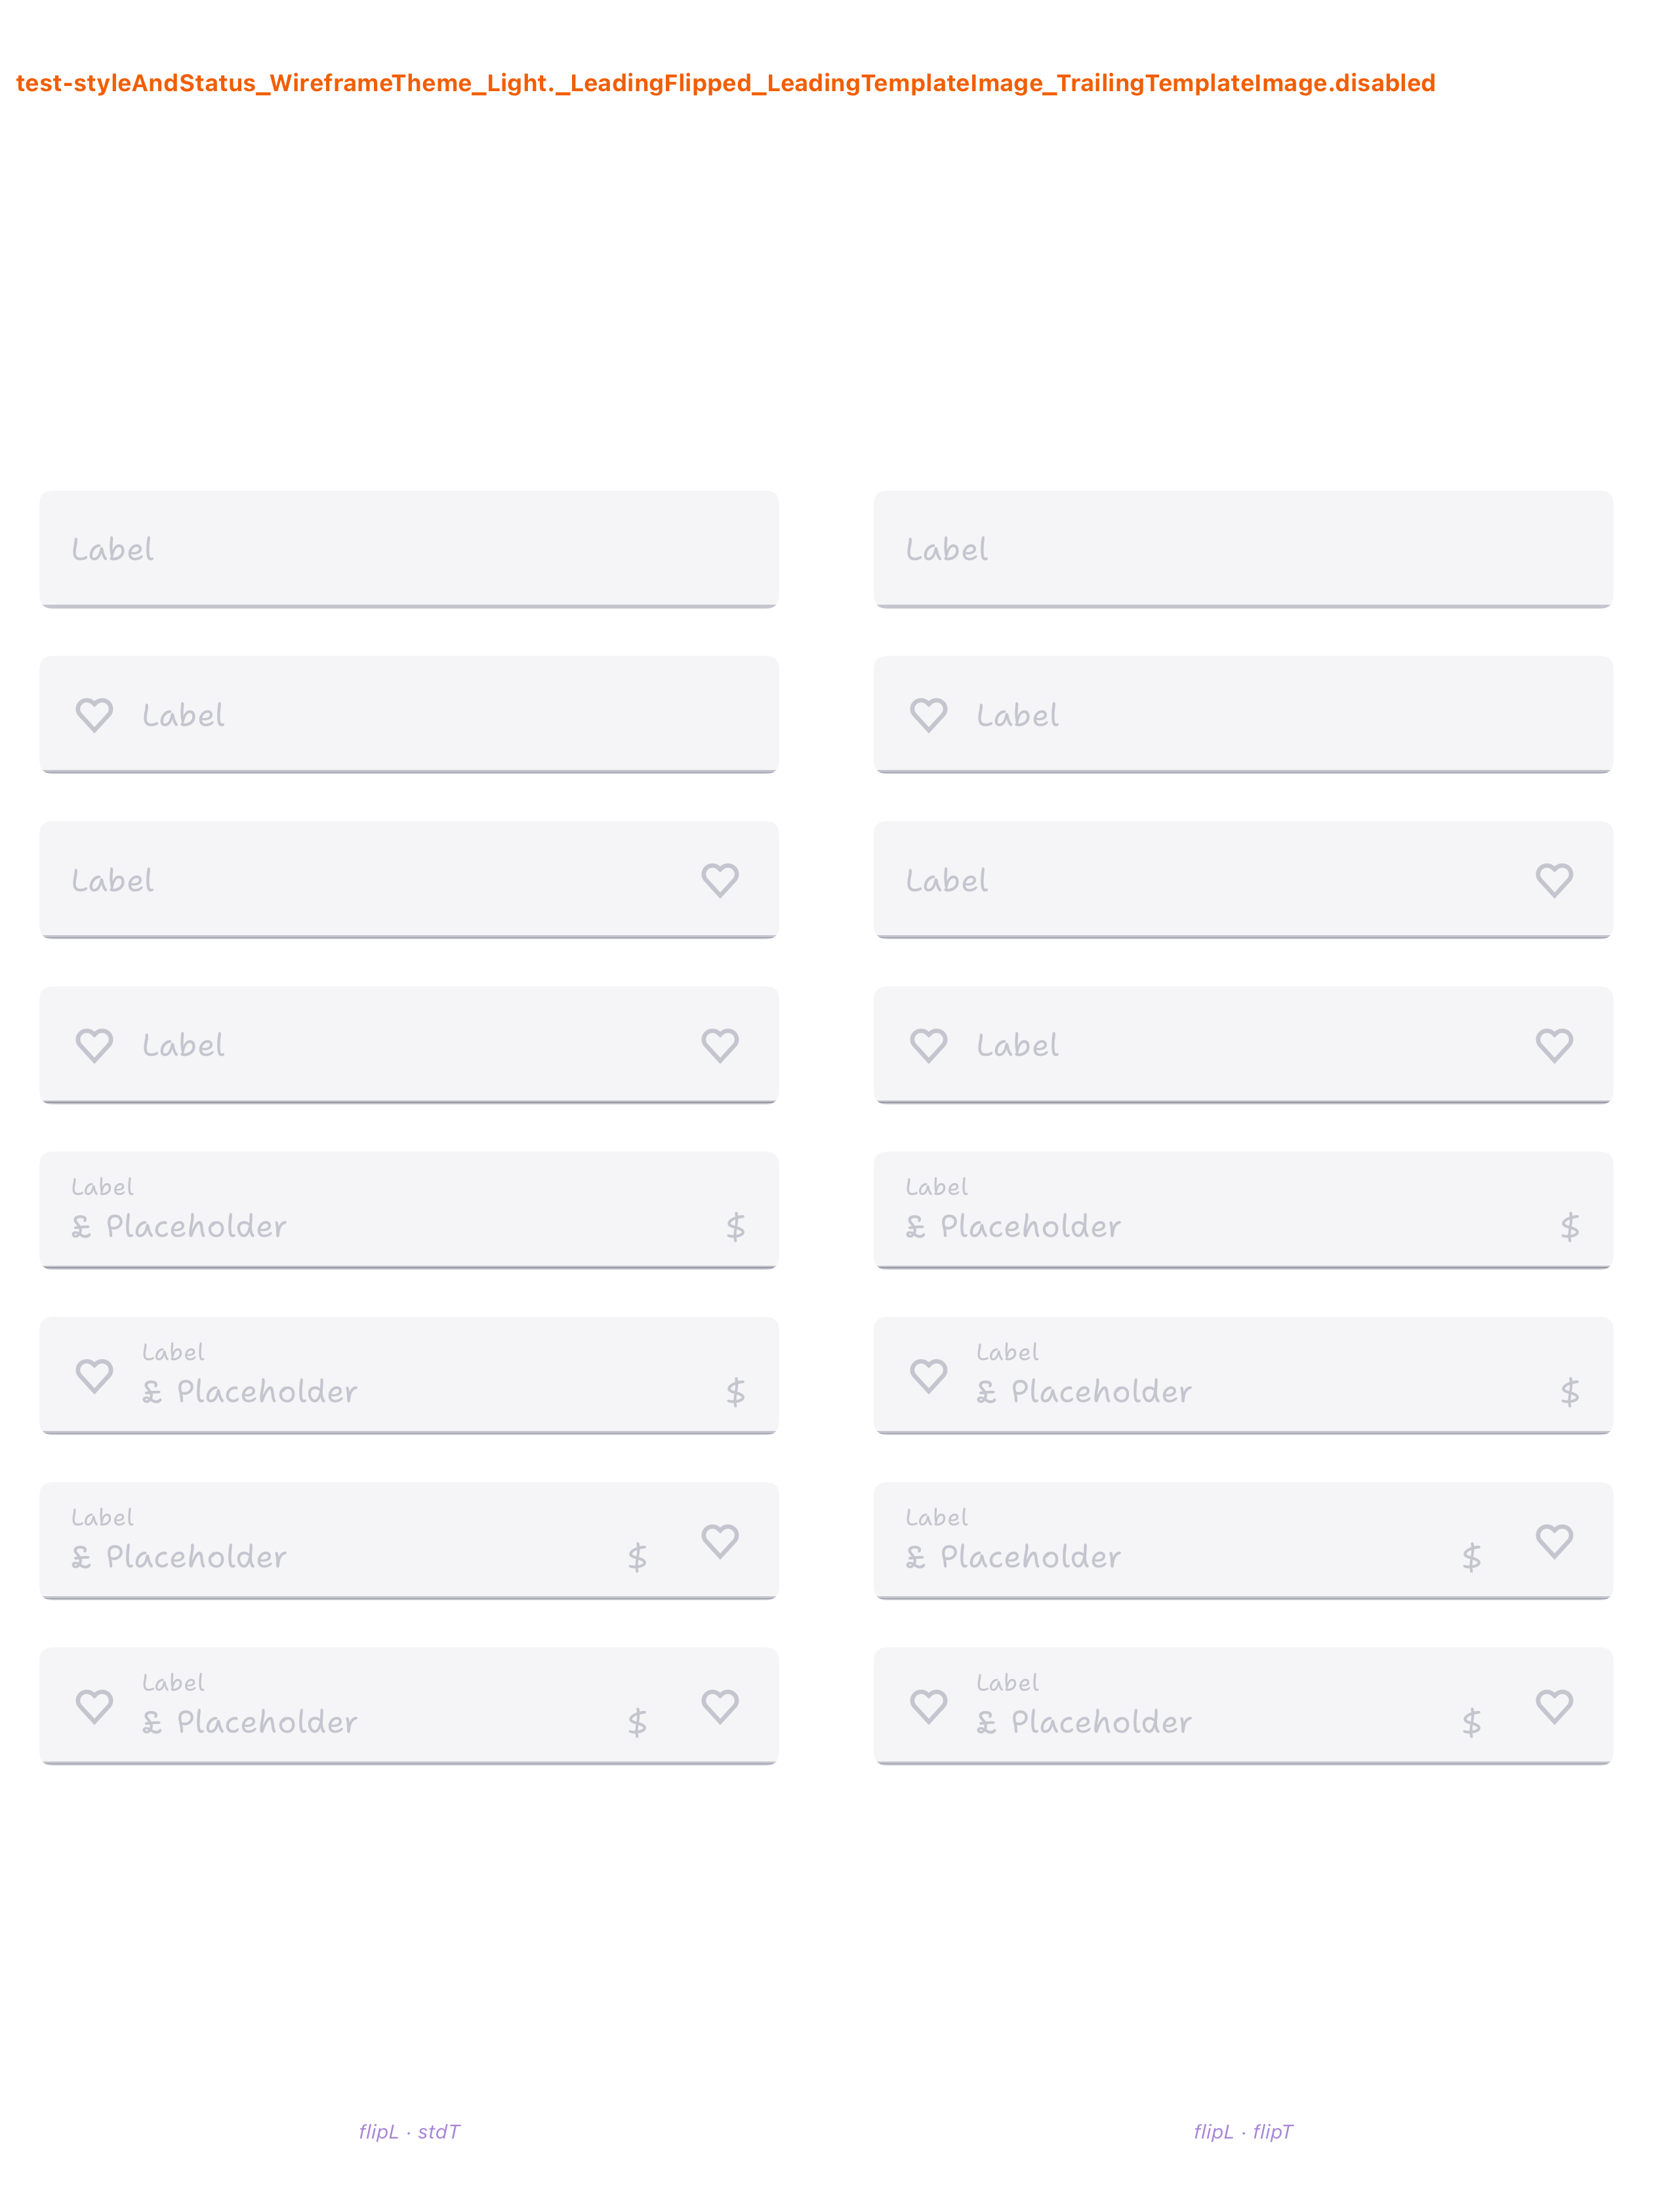 test-styleAndStatus_WireframeTheme_Light._LeadingFlipped_LeadingTemplateImage_TrailingTemplateImage.disabled
Label
Label
Label
Label
Label
Label
Label
Label
Label
Label
£ Placeholder $
£ Placeholder $
Label
Label
£ Placeholder $
£ Placeholder $
Label
Label
£ Placeholder $
£ Placeholder $
Label
Label
£ Placeholder $
£ Placeholder $
flipL · stdT
flipL · flipT